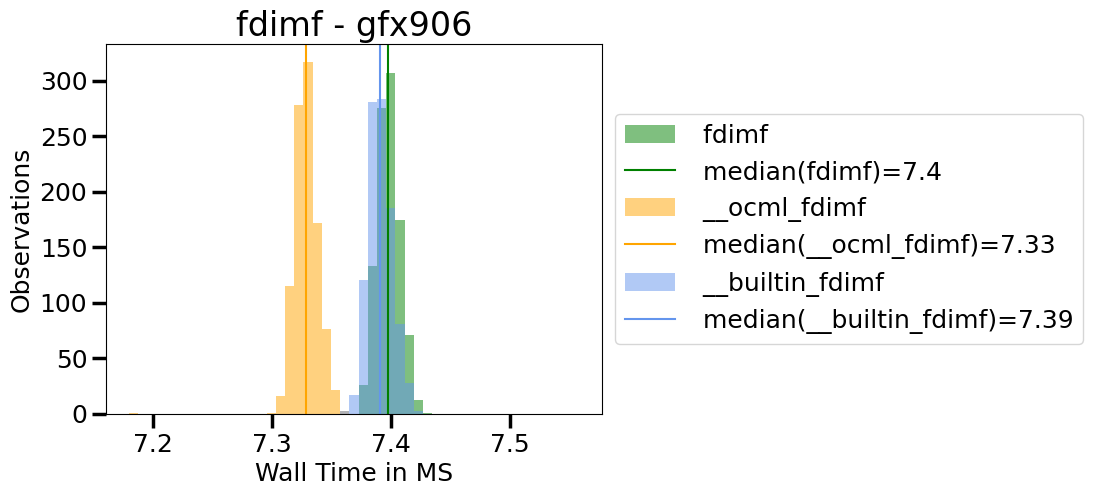 fdimf - gfx906
Observations
300
250
200
150
100
50
0
7.2 7.3 7.4 7.5
Wall Time in MS
fdimf
median(fdimf)=7.4
__ocml_fdimf
median(__ocml_fdimf)=7.33
__builtin_fdimf
median(__builtin_fdimf)=7.39